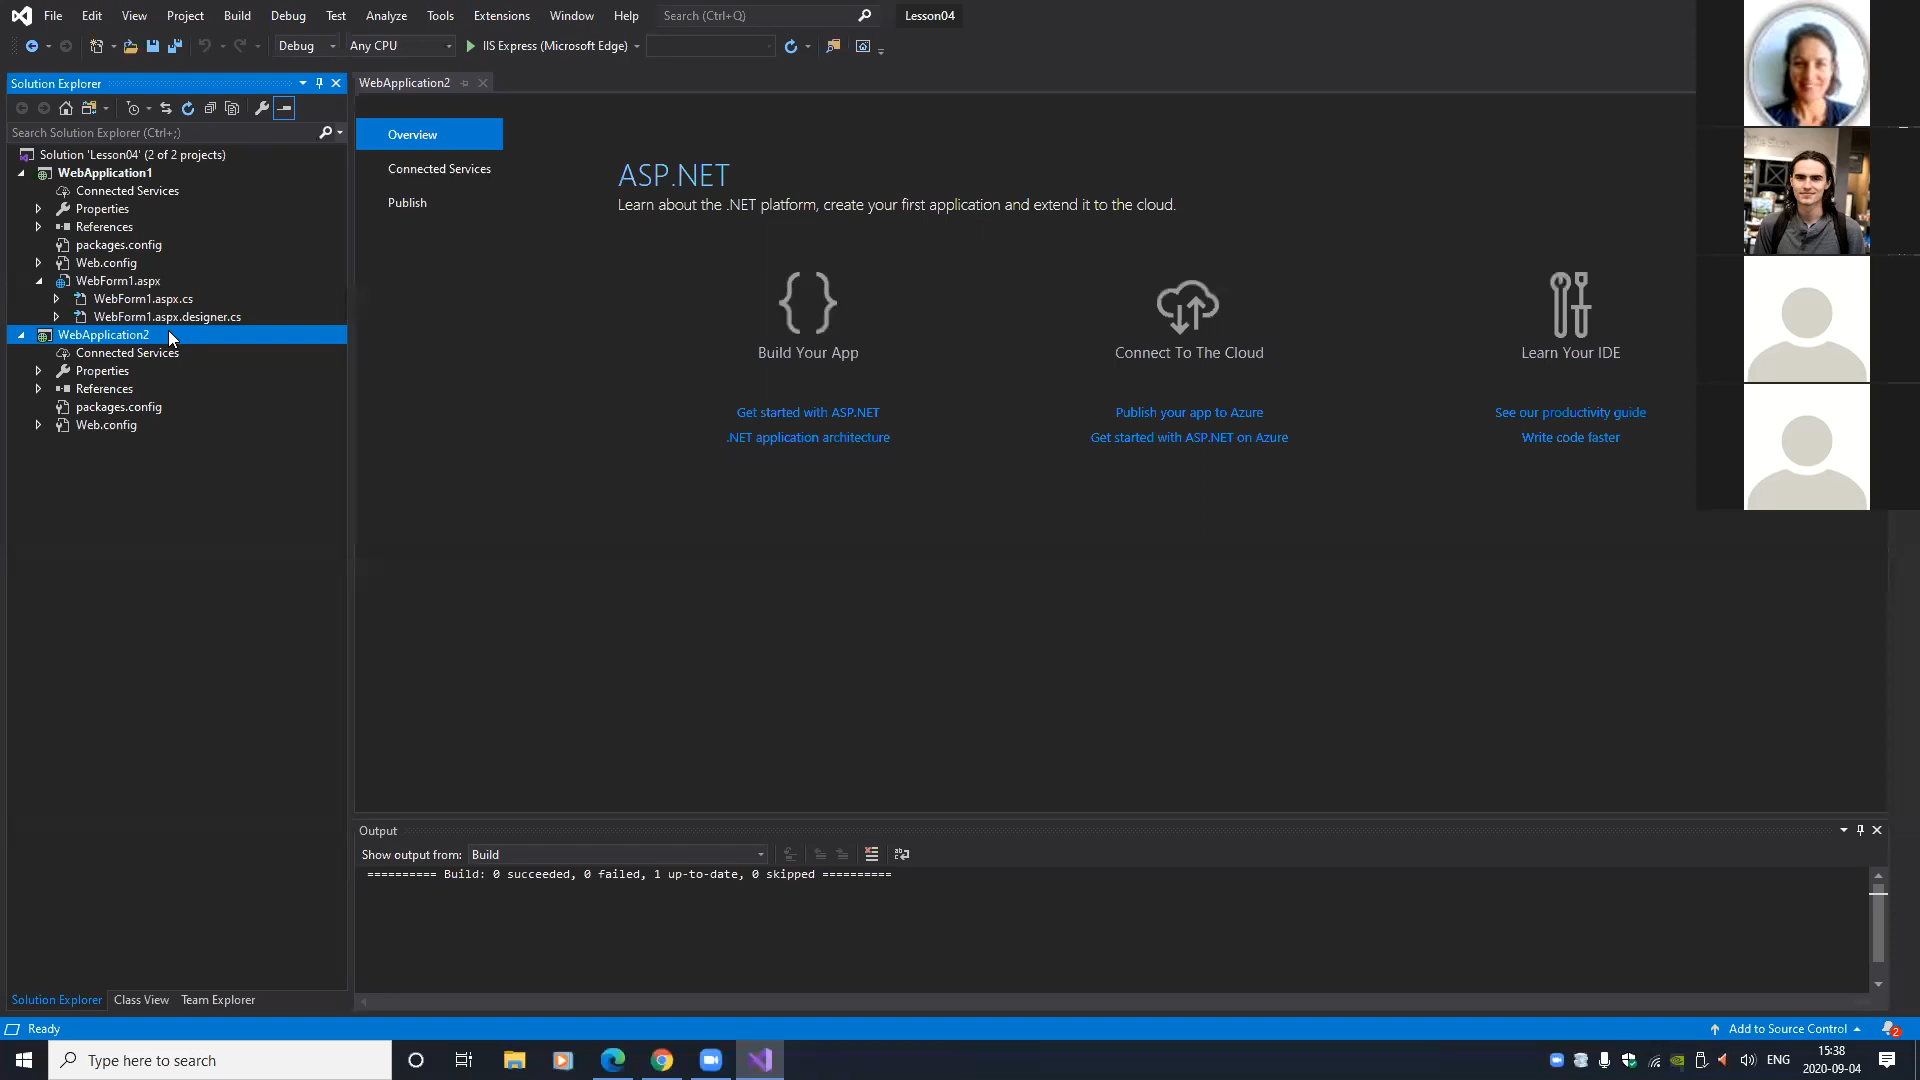 File Edit View Project Build Debug Test Analyze Tools Extensions Window Help Search (Ctrl+Q) Lesson04
Debug Any CPU IIS Express (Microsoft Edge)
Solution Explorer
Search Solution Explorer (Ctrl+;)
Solution 'Lesson04' (2 of 2 projects)
WebApplication1
Connected Services
Properties
References
packages.config
Web.config
WebForm1.aspx
WebForm1.aspx.cs
WebForm1.aspx.designer.cs
WebApplication2
Connected Services
Properties
References
packages.config
Web.config
Solution Explorer Class View Team Explorer
WebApplication2
Overview
Connected Services
Publish
ASP.NET
Learn about the .NET platform, create your first application and extend it to the cloud.
Build Your App
Get started with ASP.NET
.NET application architecture
Connect To The Cloud
Publish your app to Azure
Get started with ASP.NET on Azure
Learn Your IDE
See our productivity guide
Write code faster
Output
Show output from: Build
========== Build: 0 succeeded, 0 failed, 1 up-to-date, 0 skipped ==========
Ready
Add to Source Control
2
Type here to search
ENG
15:38
2020-09-04